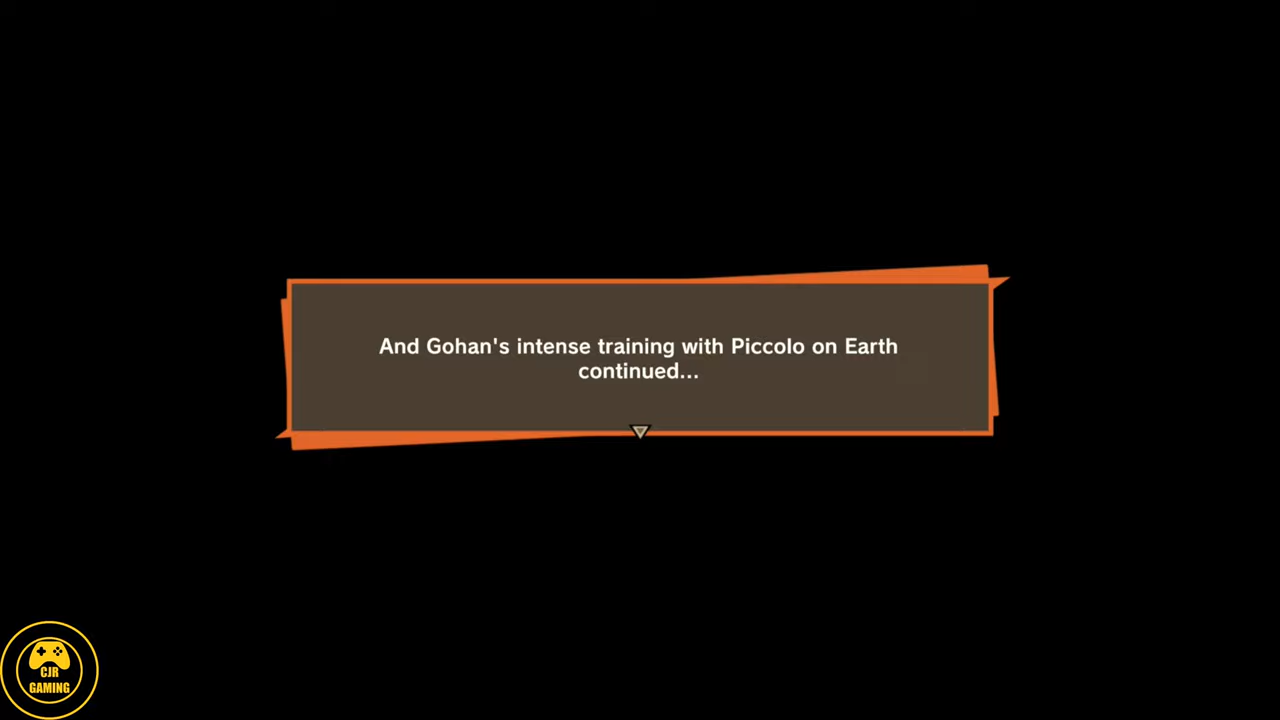 And Gohan's intense training with Piccolo on Earth
continued...
CJR
GAMING